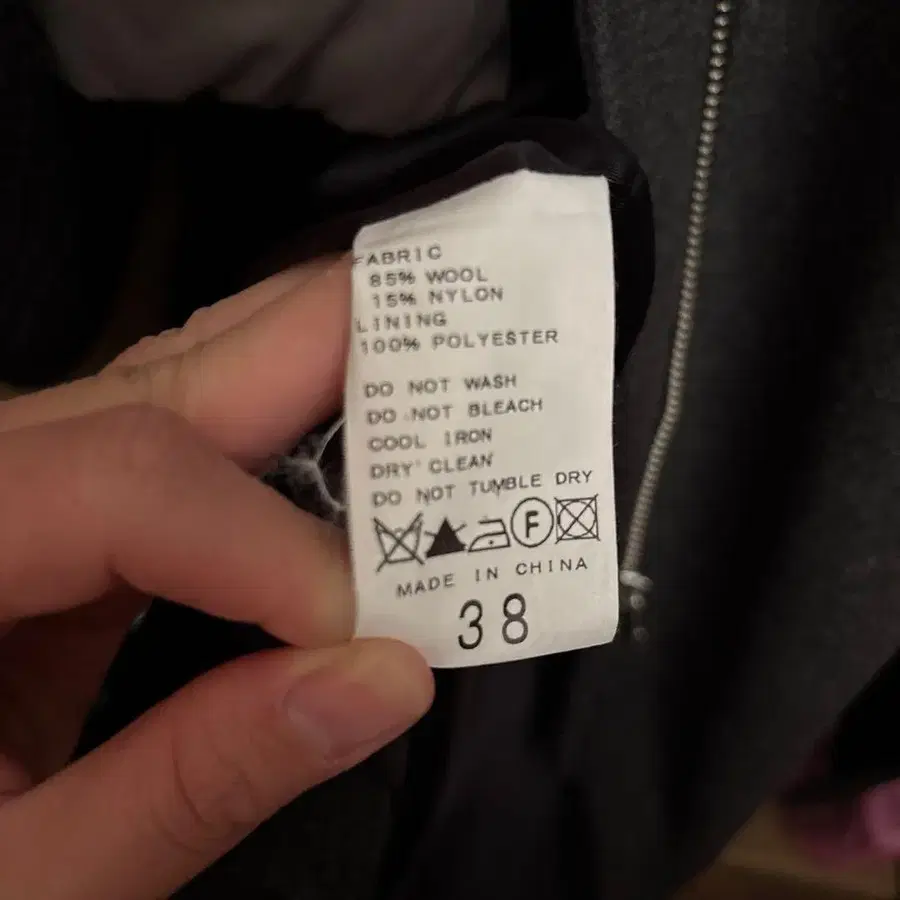 FABRIC
85% WOOL
15% NYLON
LINING
100% POLYESTER
DO NOT WASH
DO NOT BLEACH
COOL IRON
DRY CLEAN
DO NOT TUMBLE DRY
F
MADE IN CHINA
38